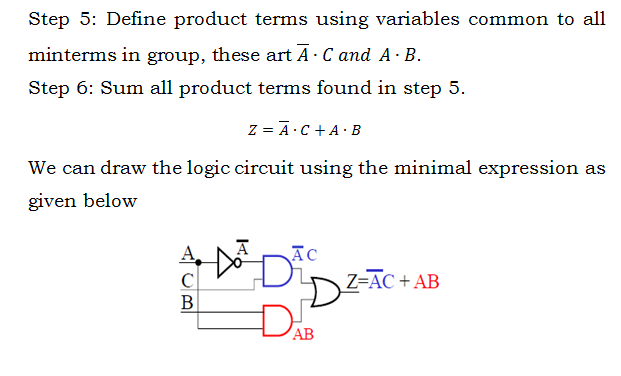 Step 5: Define product terms using variables common to all
minterms in group, these art A̅ · C and A · B.
Step 6: Sum all product terms found in step 5.
Z = A̅ · C + A · B
We can draw the logic circuit using the minimal expression as
given below
A
A̅
A̅ C
C
Z=A̅C + AB
B
AB